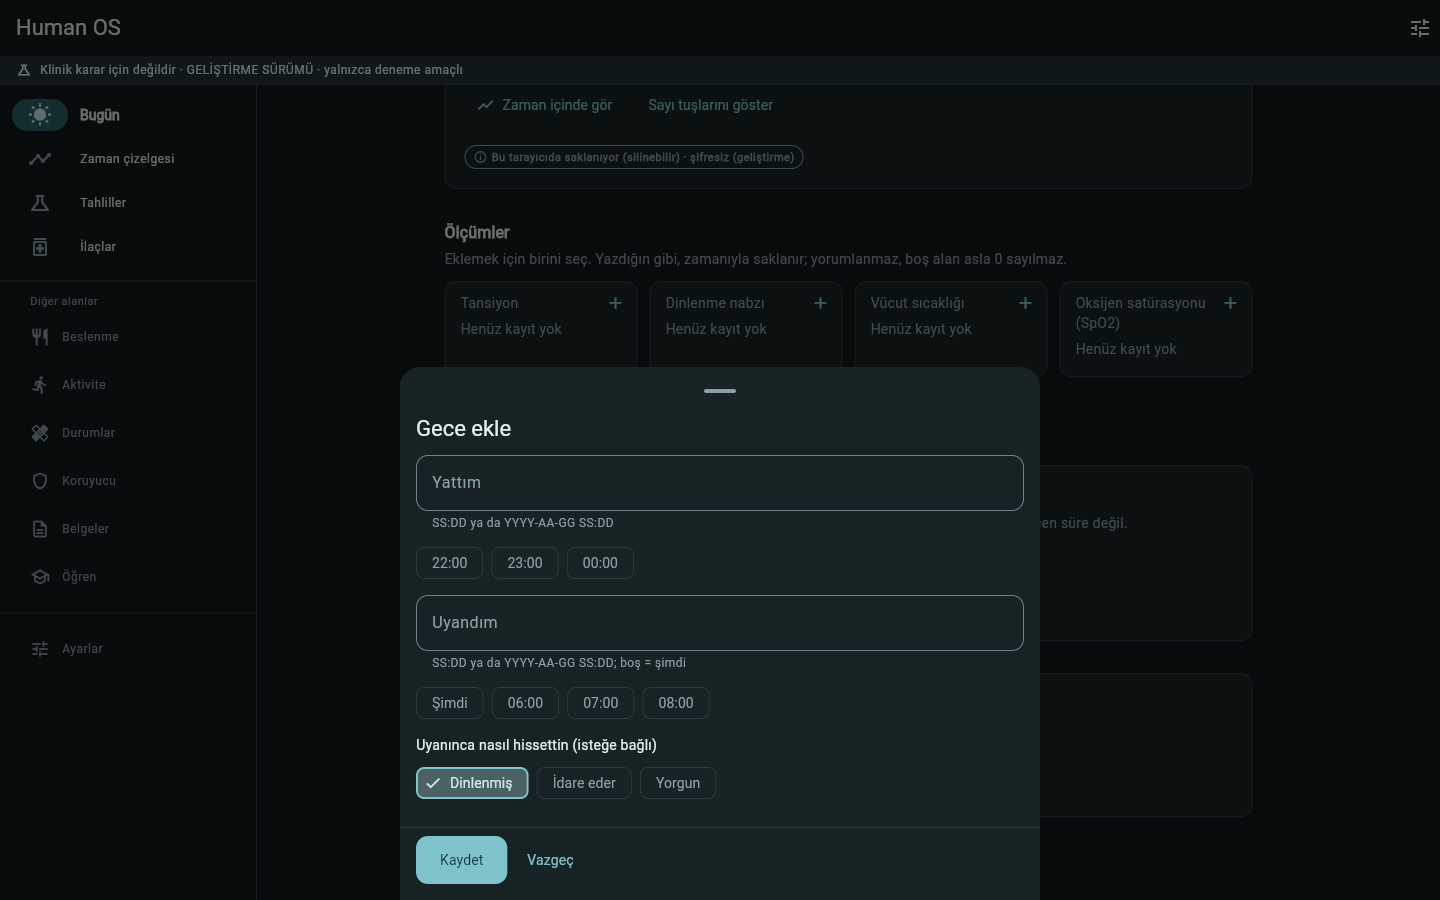 Human OS
Klinik karar için değildir · GELİŞTİRME SÜRÜMÜ · yalnızca deneme amaçlı
Bugün
Zaman çizelgesi
Tahliller
İlaçlar
Diğer alanlar
Beslenme
Aktivite
Durumlar
Koruyucu
Belgeler
Öğren
Ayarlar
Zaman içinde gör
Sayı tuşlarını göster
Bu tarayıcıda saklanıyor (silinebilir) · şifresiz (geliştirme)
Ölçümler
Eklemek için birini seç. Yazdığın gibi, zamanıyla saklanır; yorumlanmaz, boş alan asla 0 sayılmaz.
Tansiyon
Henüz kayıt yok
Dinlenme nabzı
Henüz kayıt yok
Vücut sıcaklığı
Henüz kayıt yok
Oksijen satürasyonu
(SpO2)
Henüz kayıt yok
süre değil.
Gece ekle
Yattım
SS:DD ya da YYYY-AA-GG SS:DD
22:00
23:00
00:00
Uyandım
SS:DD ya da YYYY-AA-GG SS:DD; boş = şimdi
Şimdi
06:00
07:00
08:00
Uyanınca nasıl hissettin (isteğe bağlı)
Dinlenmiş
İdare eder
Yorgun
Kaydet
Vazgeç